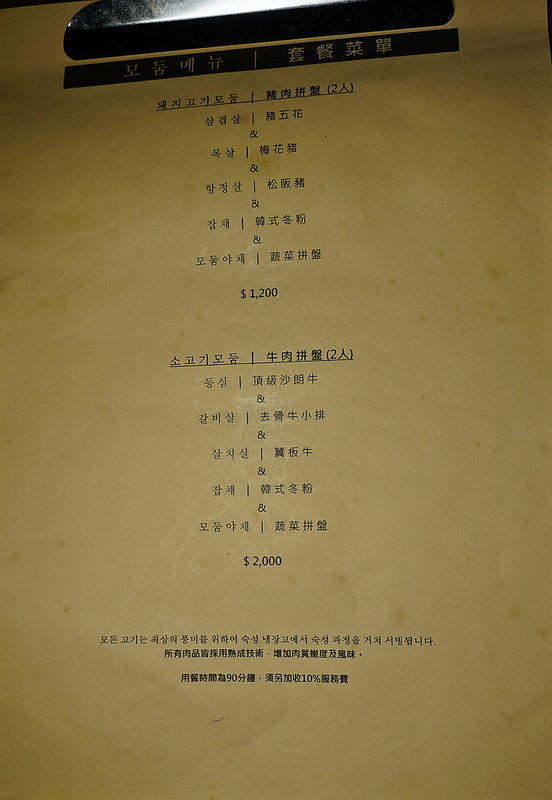 모둠메뉴 | 套餐菜單
돼지고기모둠 | 豬肉拼盤 (2人)
삼겹살 | 豬五花
&
목살 | 梅花豬
&
항정살 | 松阪豬
&
잡채 | 韓式冬粉
&
모둠야채 | 蔬菜拼盤
$ 1,200
소고기모둠 | 牛肉拼盤 (2人)
등심 | 頂級沙朗牛
&
갈비살 | 去骨牛小排
&
살치살 | 翼板牛
&
잡채 | 韓式冬粉
&
모둠야채 | 蔬菜拼盤
$ 2,000
모든 고기는 최상의 풍미를 위하여 숙성 냉장고에서 숙성 과정을 거쳐 서빙됩니다.
所有肉品皆採用熟成技術，增加肉質嫩度及風味。
用餐時間為90分鐘，須另加收10%服務費